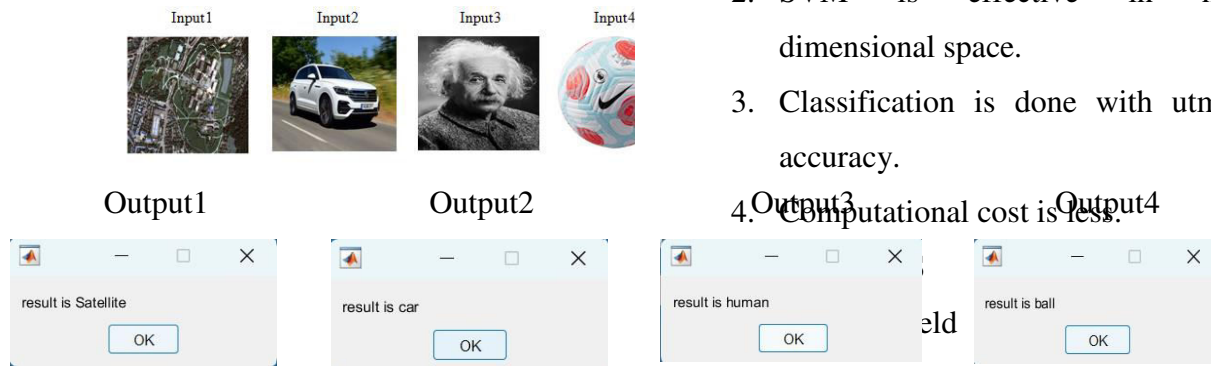 Input1 Input2 Input3 Input4
2. SVM is effective in
dimensional space.
3. Classification is done with
accuracy.
4. Computational cost is less.
Output1 Output2 Output3 Output4
result is Satellite
OK
result is car
OK
result is human
OK
result is ball
OK